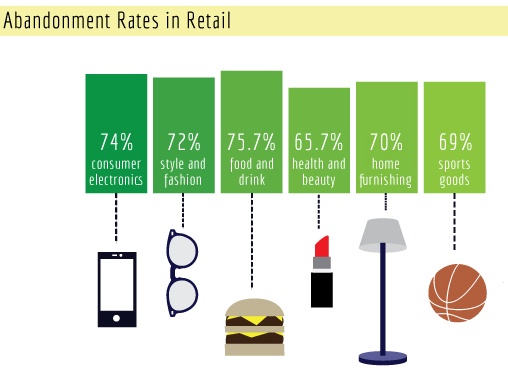 Abandonment Rates in Retail
74%
consumer
electronics
72%
style and
fashion
75.7%
food and
drink
65.7%
health and
beauty
70%
home
furnishing
69%
sports
goods